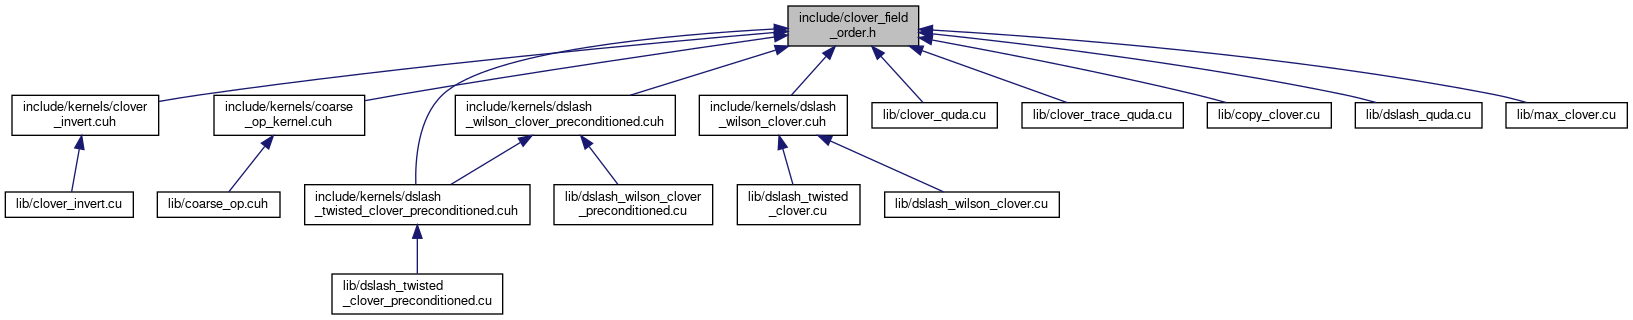 include/clover_field
_order.h
include/kernels/clover
_invert.cuh
include/kernels/coarse
_op_kernel.cuh
include/kernels/dslash
_wilson_clover_preconditioned.cuh
include/kernels/dslash
_wilson_clover.cuh
lib/clover_quda.cu
lib/clover_trace_quda.cu
lib/copy_clover.cu
lib/dslash_quda.cu
lib/max_clover.cu
lib/clover_invert.cu
lib/coarse_op.cuh
include/kernels/dslash
_twisted_clover_preconditioned.cuh
lib/dslash_wilson_clover
_preconditioned.cu
lib/dslash_twisted
_clover.cu
lib/dslash_wilson_clover.cu
lib/dslash_twisted
_clover_preconditioned.cu